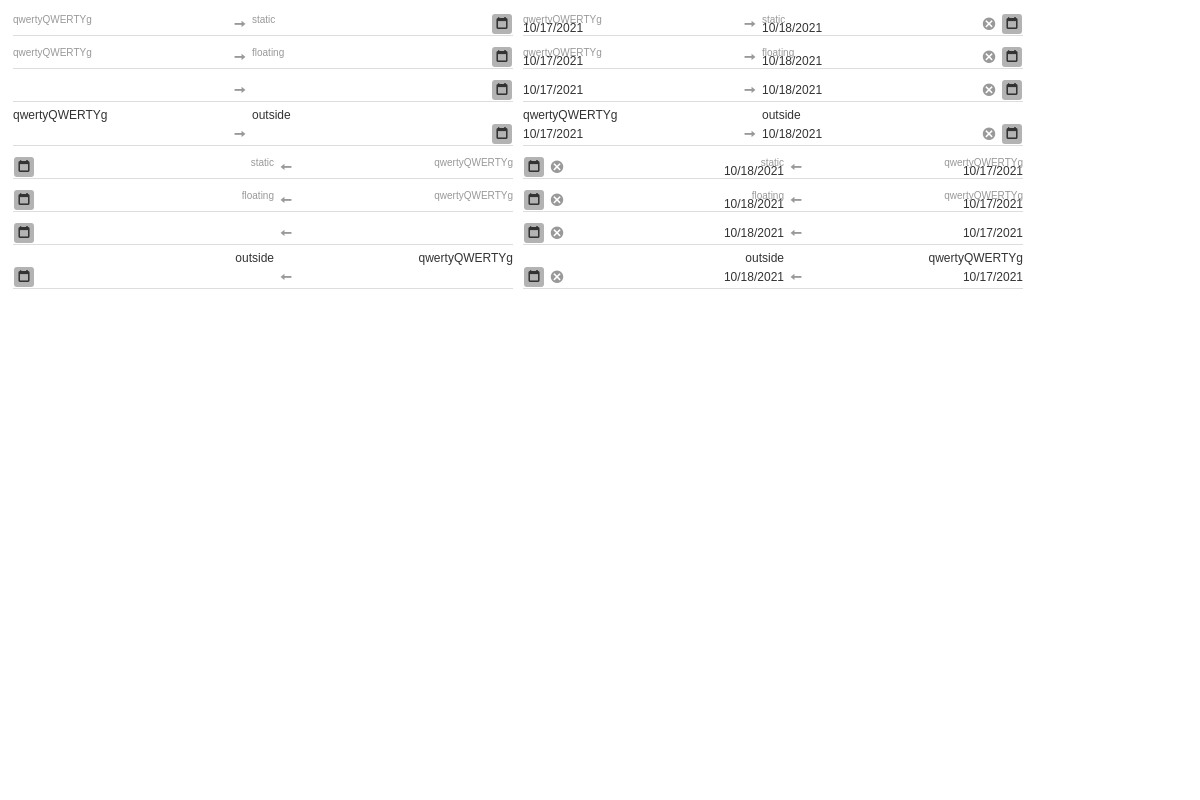 qwertyQWERTYg static qwertyQWERTYg static
10/17/2021 10/18/2021
qwertyQWERTYg floating qwertyQWERTYg floating
10/17/2021 10/18/2021
10/17/2021 10/18/2021
qwertyQWERTYg outside qwertyQWERTYg outside
10/17/2021 10/18/2021
static qwertyQWERTYg static qwertyQWERTYg
10/18/2021 10/17/2021
floating qwertyQWERTYg floating qwertyQWERTYg
10/18/2021 10/17/2021
10/18/2021 10/17/2021
outside qwertyQWERTYg outside qwertyQWERTYg
10/18/2021 10/17/2021